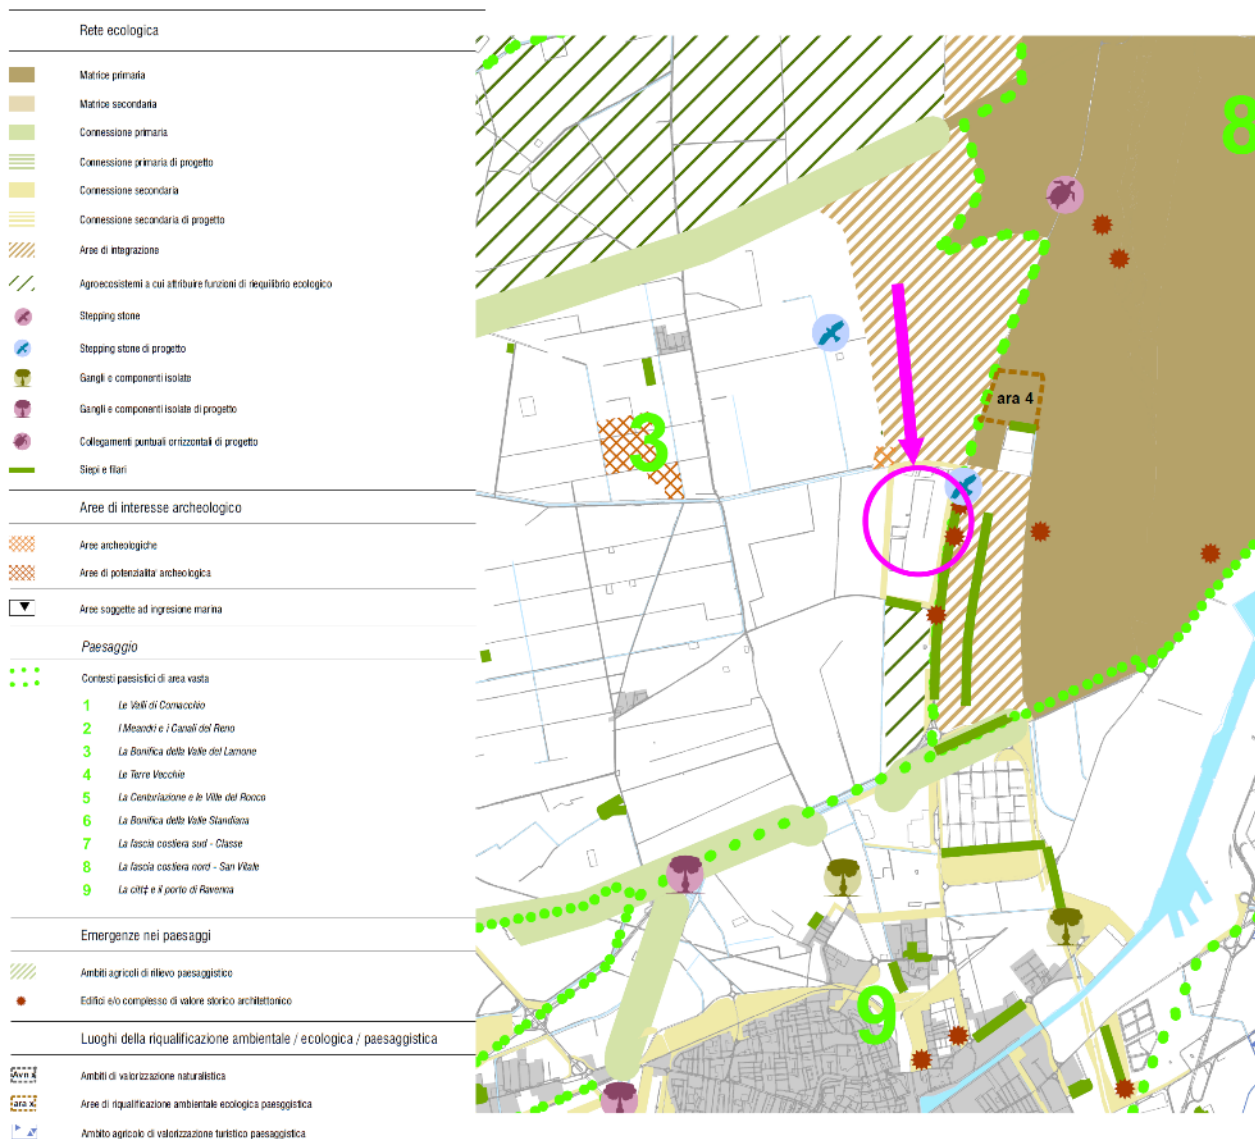 Rete ecologica
Matrice primaria
Matrice secondaria
Connessione primaria
Connessione primaria di progetto
Connessione secondaria
Connessione secondaria di progetto
Aree di integrazione
Agroecosistemi a cui attribuire funzioni di riequilibrio ecologico
Stepping stone
Stepping stone di progetto
Gangli e componenti isolate
Gangli e componenti isolate di progetto
Collegamenti puntuali orrizzontali di progetto
Siepi e filari
Aree di interesse archeologico
Aree archeologiche
Aree di potenzialita' archeologica
Aree soggette ad ingresione marina
Paesaggio
Contesti paesistici di area vasta
1 Le Valli di Comacchio
2 I Meandri e i Canali del Reno
3 La Bonifica della Valle del Lamone
4 Le Terre Vecchie
5 La Centuriazione e le Ville del Ronco
6 La Bonifica della Valle Standiana
7 La fascia costiera sud - Classe
8 La fascia costiera nord - San Vitale
9 La citt‡ e il porto di Ravenna
Emergenze nei paesaggi
Ambiti agricoli di rilievo paesaggistico
Edifici e/o complesso di valore storico architettonico
Luoghi della riqualificazione ambientale / ecologica / paesaggistica
Avn x Ambiti di valorizzazione naturalistica
ara x Aree di riqualificazione ambientale ecologica paesggistica
Ambito agricolo di valorizzazione turistico paesaggistica
8
ara 4
3
9